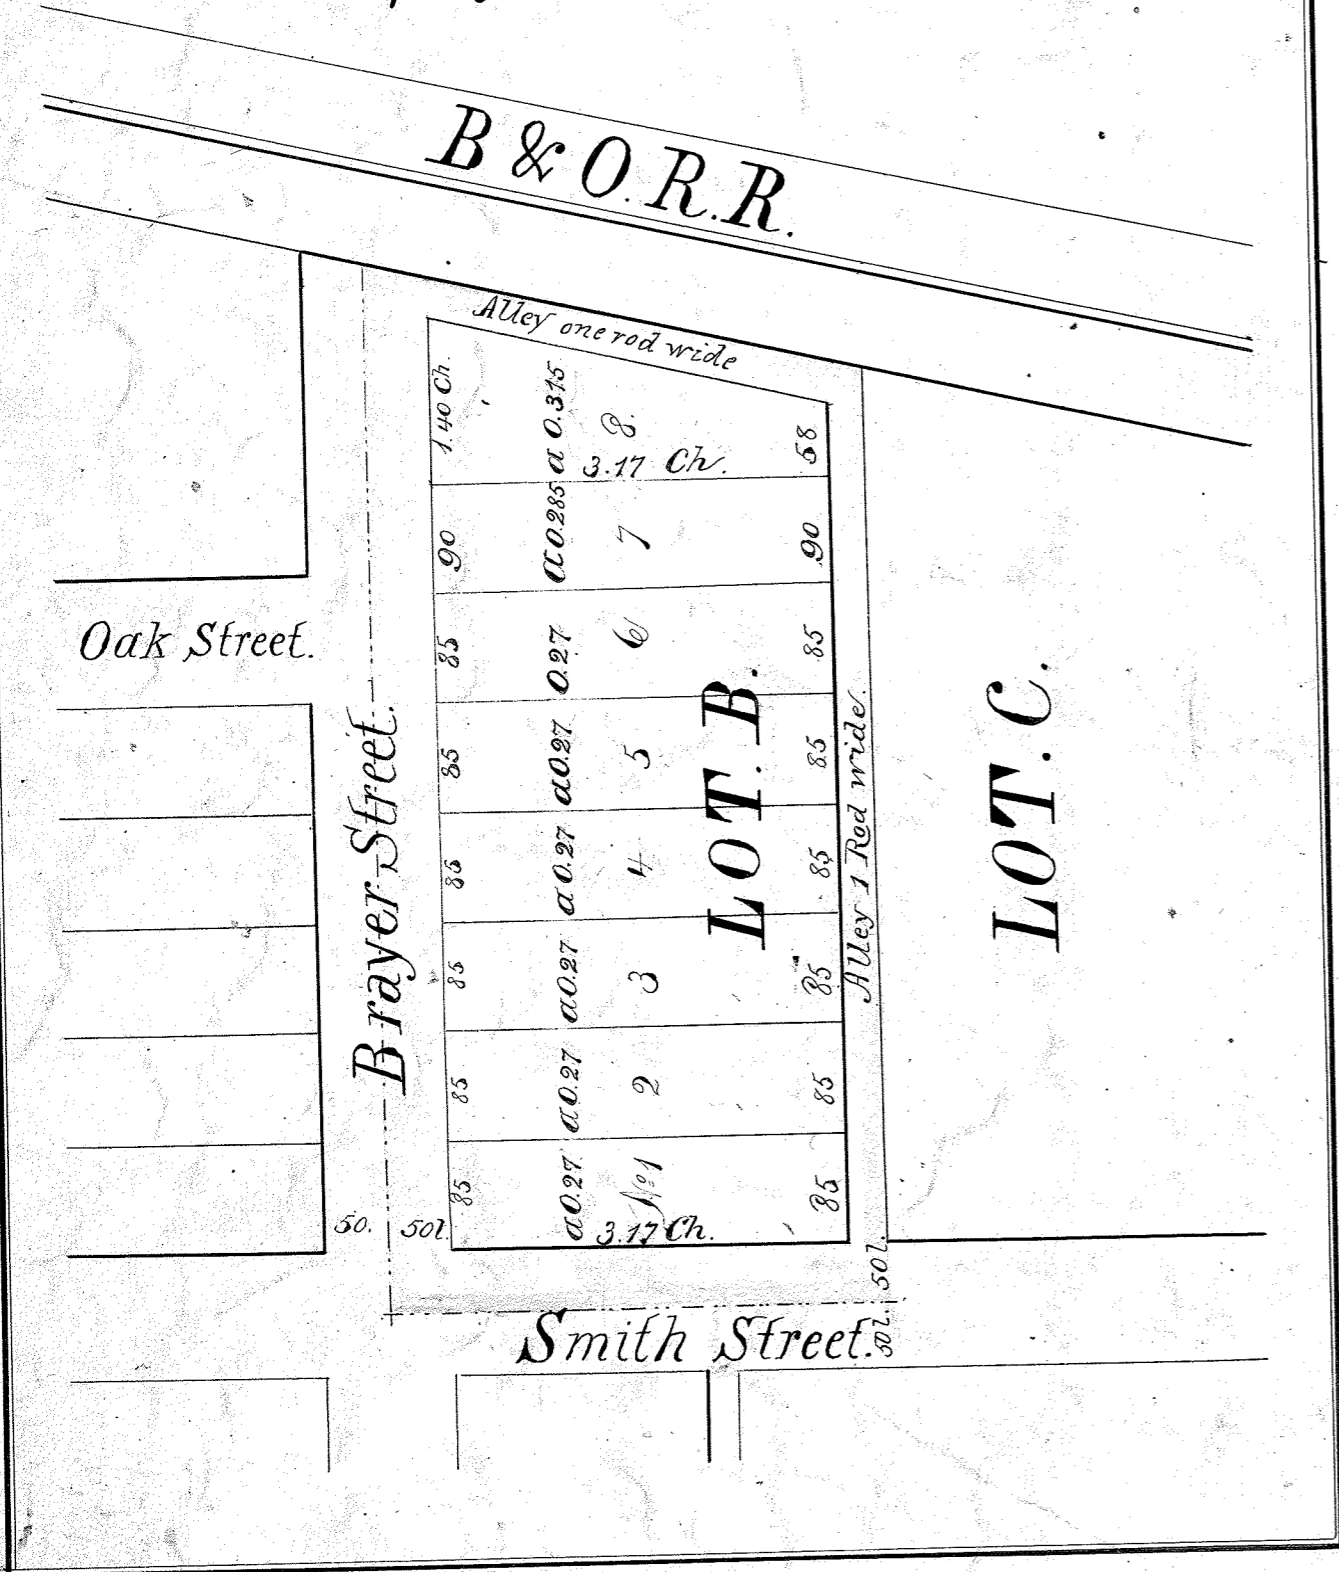 B & O. R. R.
Alley one rod wide
1.40 Ch.
a 0.315
8.
3.17 Ch.
58
90
a 0.285
7
90
Oak Street.
85
0.27
6
85
85
a 0.27
5
85
85
a 0.27
4
85
85
a 0.27
3
85
85
a 0.27
2
85
85
a 0.27
No 1
3.17 Ch.
85
Brayer Street.
LOT. B.
Alley 1 Rod wide.
LOT. C.
50.
50 l.
50 l.
50 l.
Smith Street.